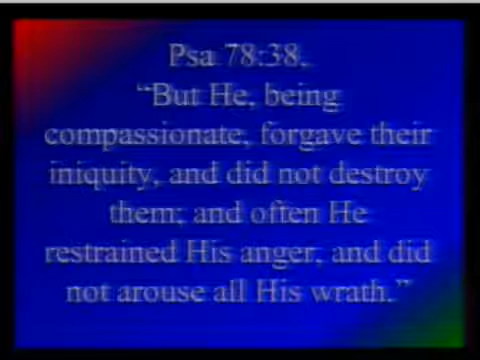 Psa 78:38.
“But He, being
compassionate, forgave their
iniquity, and did not destroy
them; and often He
restrained His anger, and did
not arouse all His wrath.”